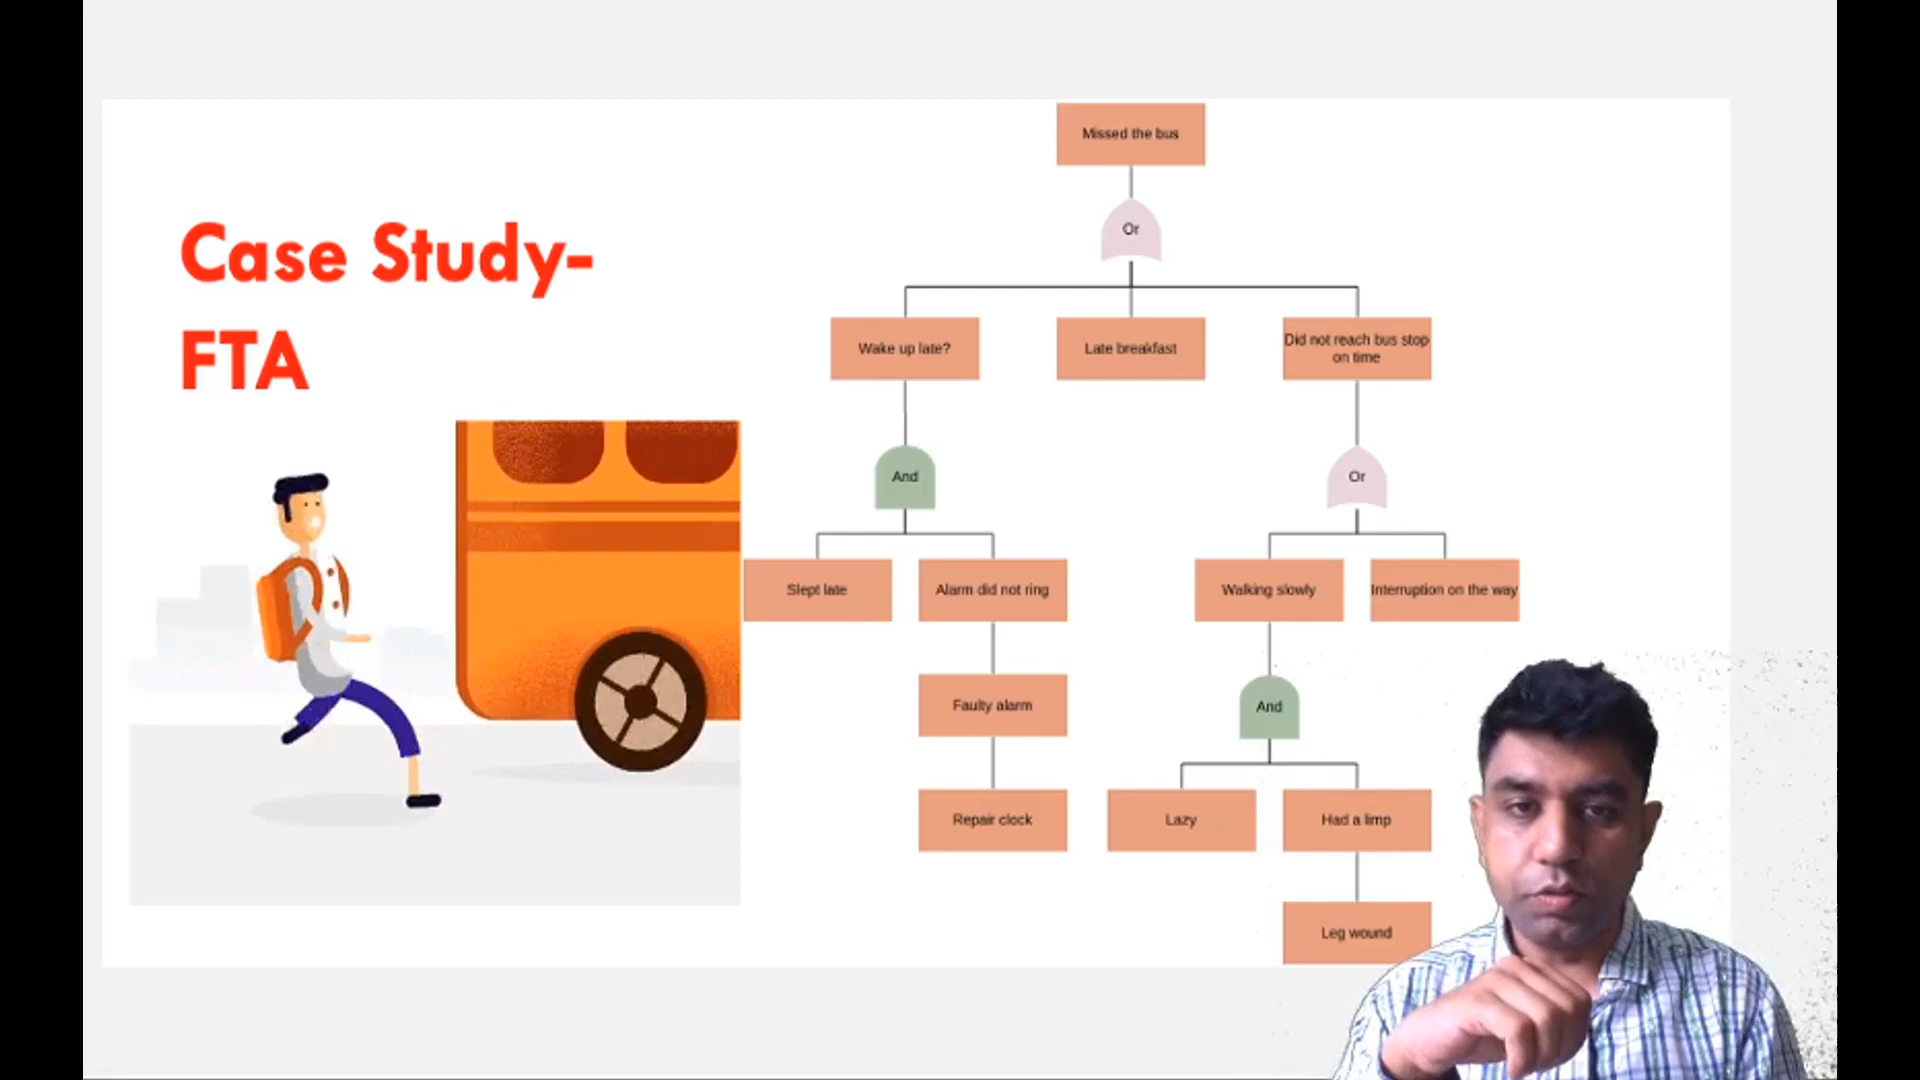 Case Study-
FTA
Missed the bus
Or
Wake up late?
Late breakfast
Did not reach bus stop
on time
And
Or
Slept late
Alarm did not ring
Walking slowly
Interruption on the way
Faulty alarm
And
Repair clock
Lazy
Had a limp
Leg wound